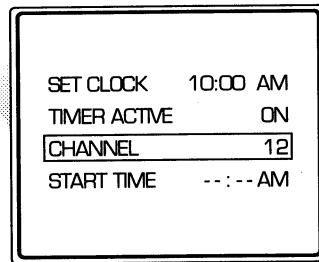 SET CLOCK 10:00 AM
TIMER ACTIVE ON
CHANNEL 12
START TIME --:-- AM